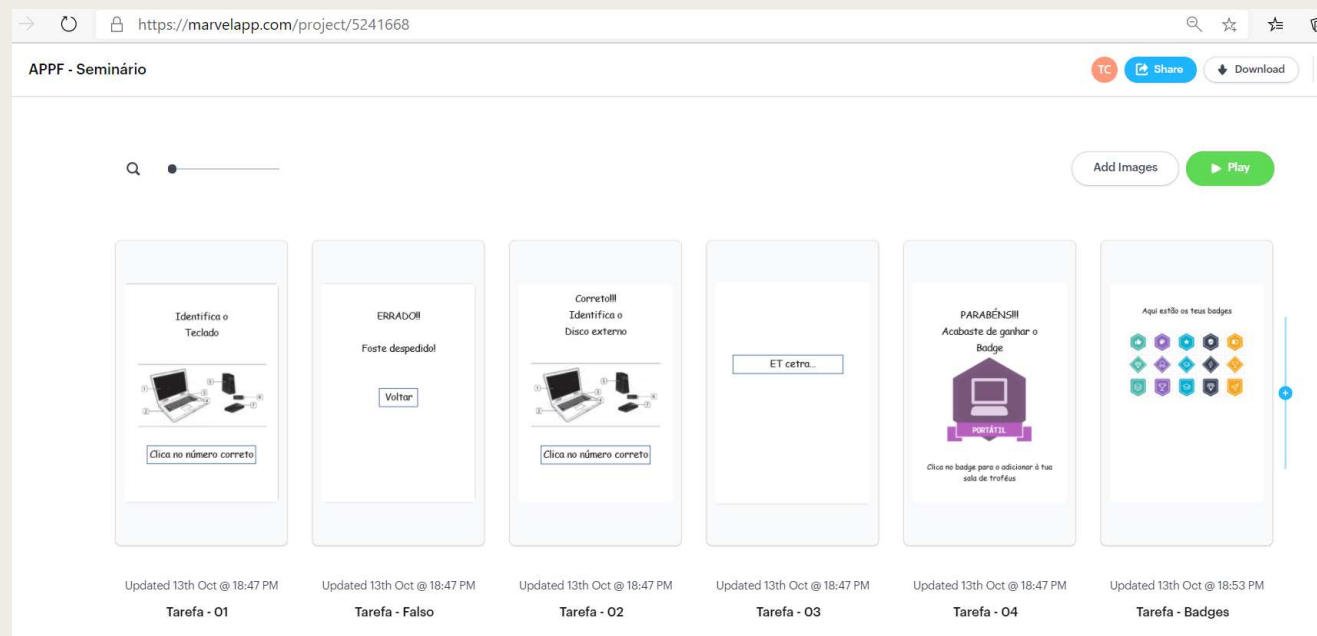 https://marvelapp.com/project/5241668
APPF - Seminário
TC
Share
Download
Add Images
Play
Identifica o
Teclado
Clica no número correto
Updated 13th Oct @ 18:47 PM
Tarefa - 01
ERRADO!!
Foste despedido!
Voltar
Updated 13th Oct @ 18:47 PM
Tarefa - Falso
Correto!!!
Identifica o
Disco externo
Clica no número correto
Updated 13th Oct @ 18:47 PM
Tarefa - 02
ET cetra...
Updated 13th Oct @ 18:47 PM
Tarefa - 03
PARABÉNS!!!
Acabaste de ganhar o
Badge
PORTÁTIL
Clica no badge para o adicionar à tua
sala de troféus
Updated 13th Oct @ 18:47 PM
Tarefa - 04
Aqui estão os teus badges
Updated 13th Oct @ 18:53 PM
Tarefa - Badges